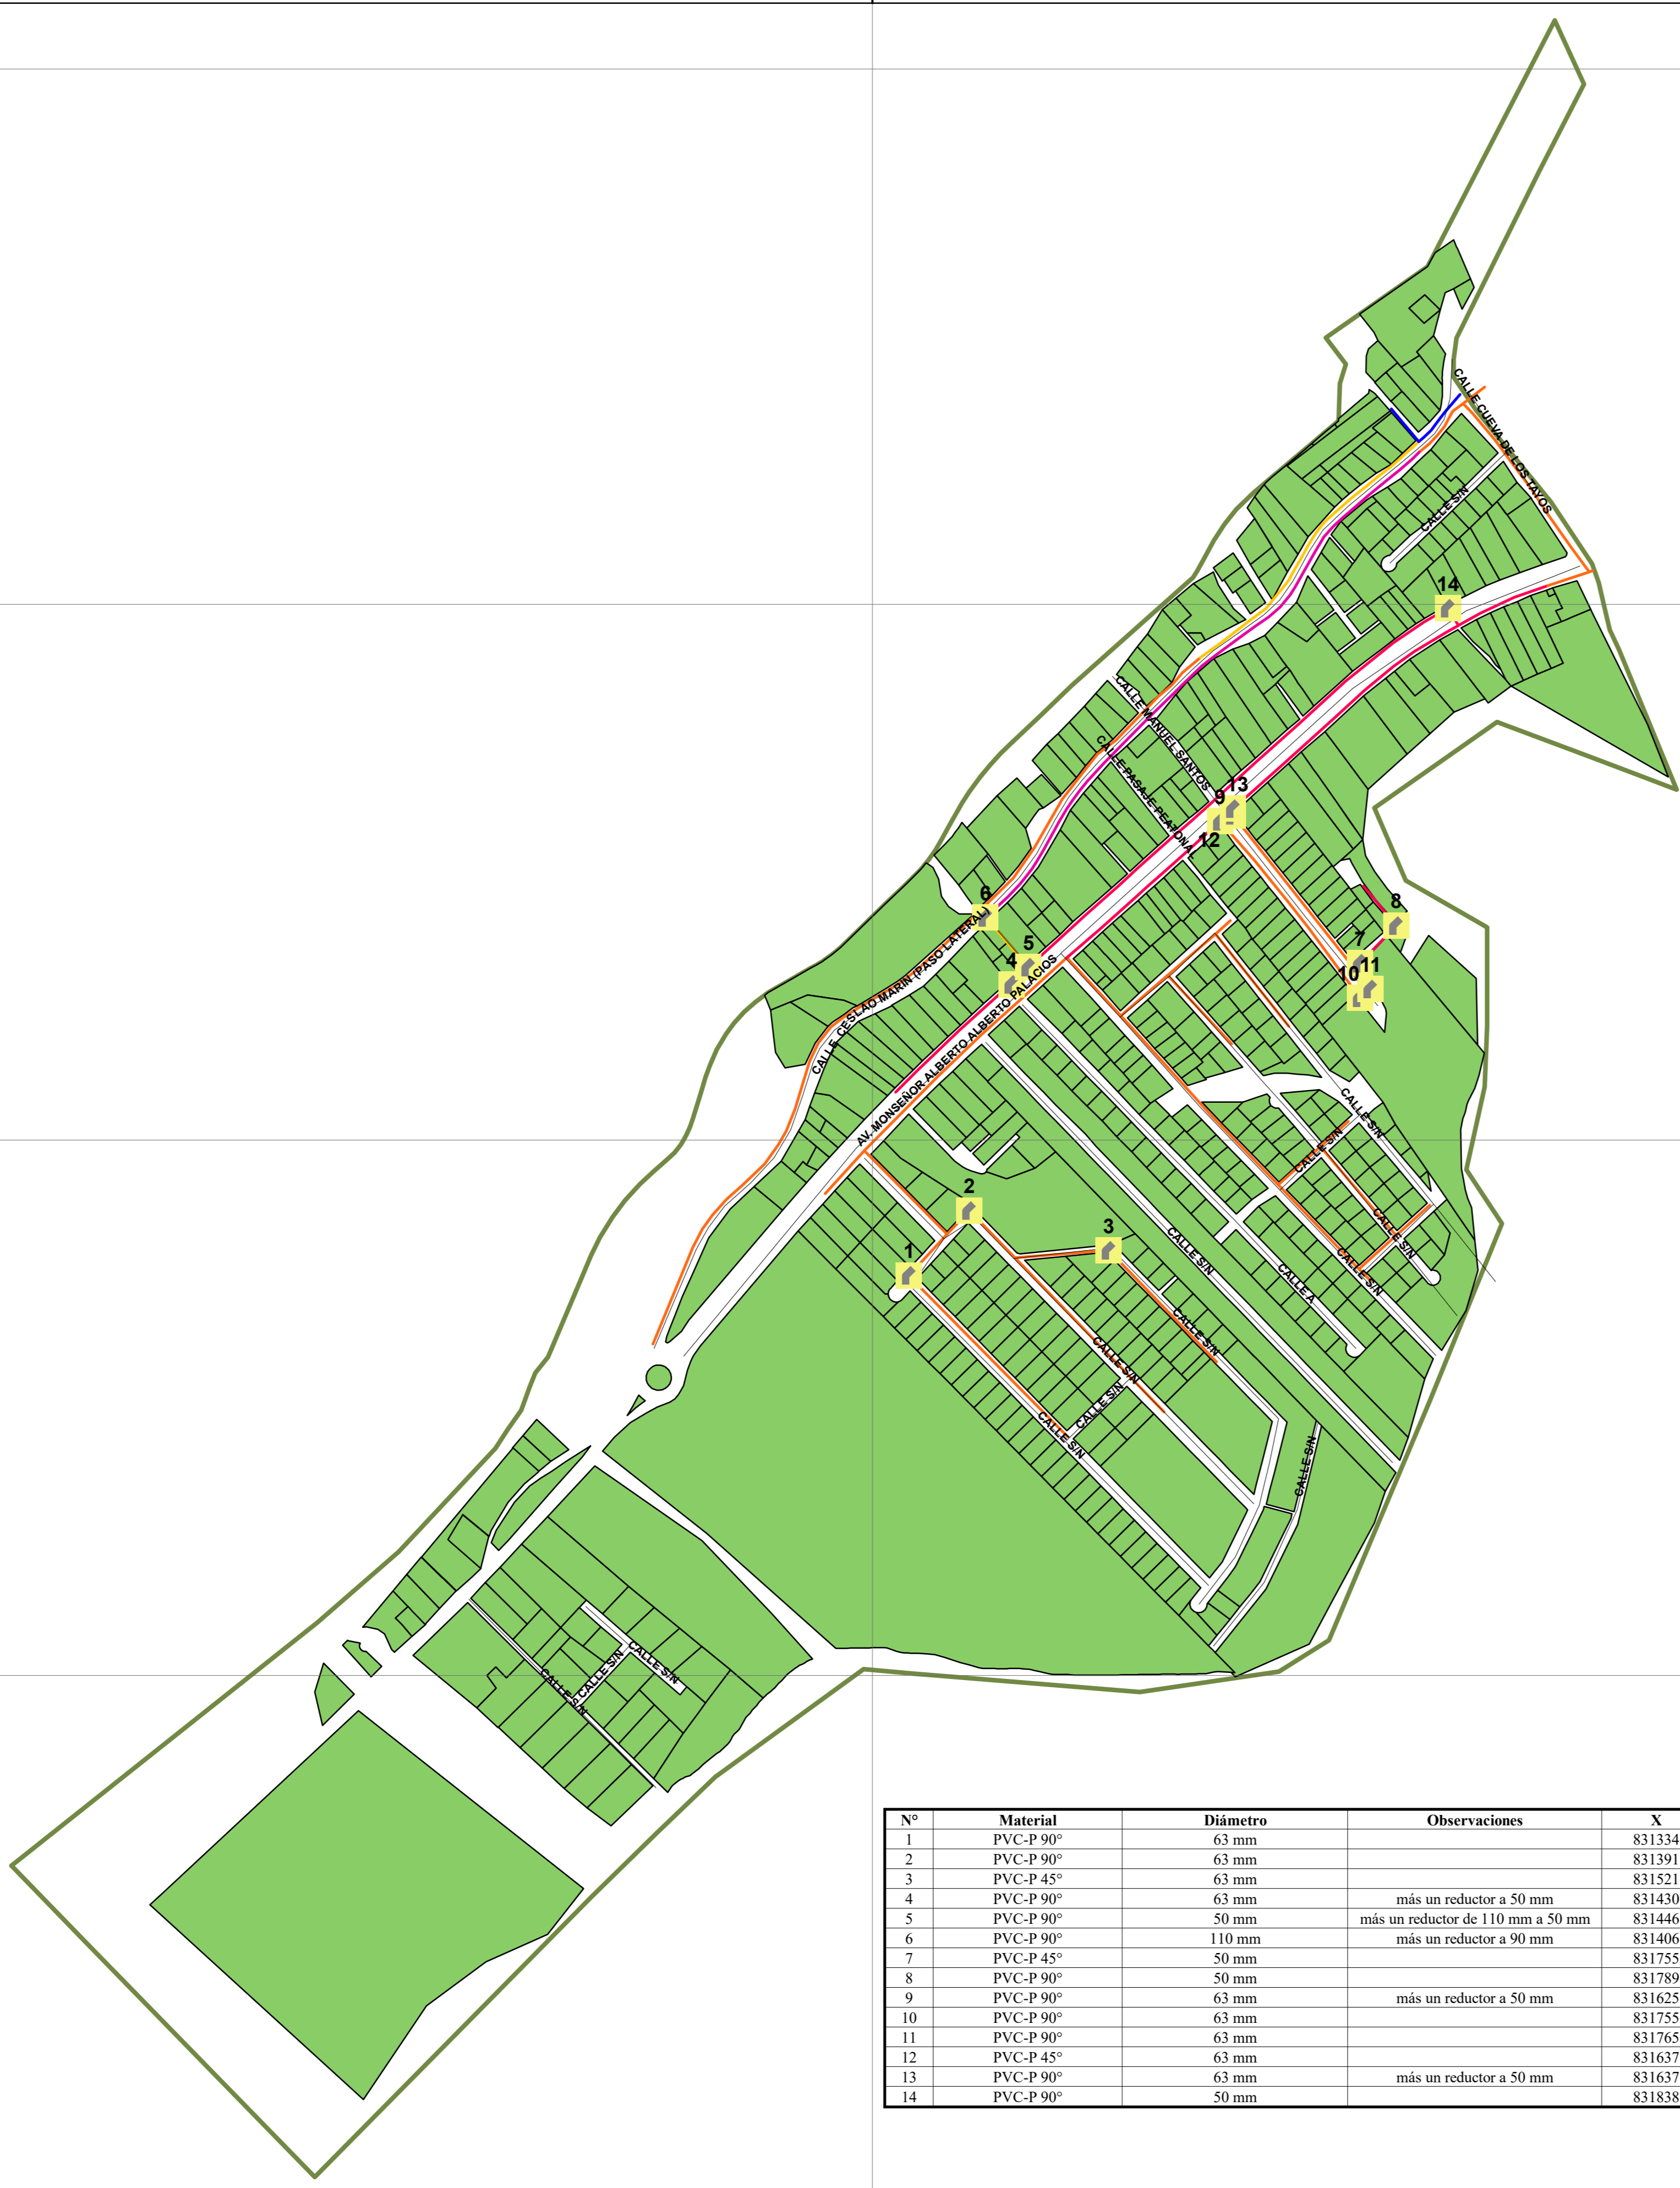 CALLE CUEVA DE LOS TAYOS
CALLE S/N
14
CALLE MANUEL SANTOS
CALLE PASAJE PEATONAL
13
9
12
6
8
5
7
4
10
11
CALLE CESLAO MARIN (PASO LATERAL)
AV. MONSEÑOR ALBERTO ALBERTO PALACIOS
CALLE S/N
CALLE S/N
2
CALLE S/N
3
CALLE S/N
1
CALLE S/N
CALLE A
CALLE S/N
CALLE S/N
CALLE S/N
CALLE S/N
CALLE S/N
CALLE S/N
CALLE S/N
CALLE S/N
N° Material Diámetro Observaciones X
1 PVC-P 90° 63 mm 831334
2 PVC-P 90° 63 mm 831391
3 PVC-P 45° 63 mm 831521
4 PVC-P 90° 63 mm más un reductor a 50 mm 831430
5 PVC-P 90° 50 mm más un reductor de 110 mm a 50 mm 831446
6 PVC-P 90° 110 mm más un reductor a 90 mm 831406
7 PVC-P 45° 50 mm 831755
8 PVC-P 90° 50 mm 831789
9 PVC-P 90° 63 mm más un reductor a 50 mm 831625
10 PVC-P 90° 63 mm 831755
11 PVC-P 90° 63 mm 831765
12 PVC-P 45° 63 mm 831637
13 PVC-P 90° 63 mm más un reductor a 50 mm 831637
14 PVC-P 90° 50 mm 831838